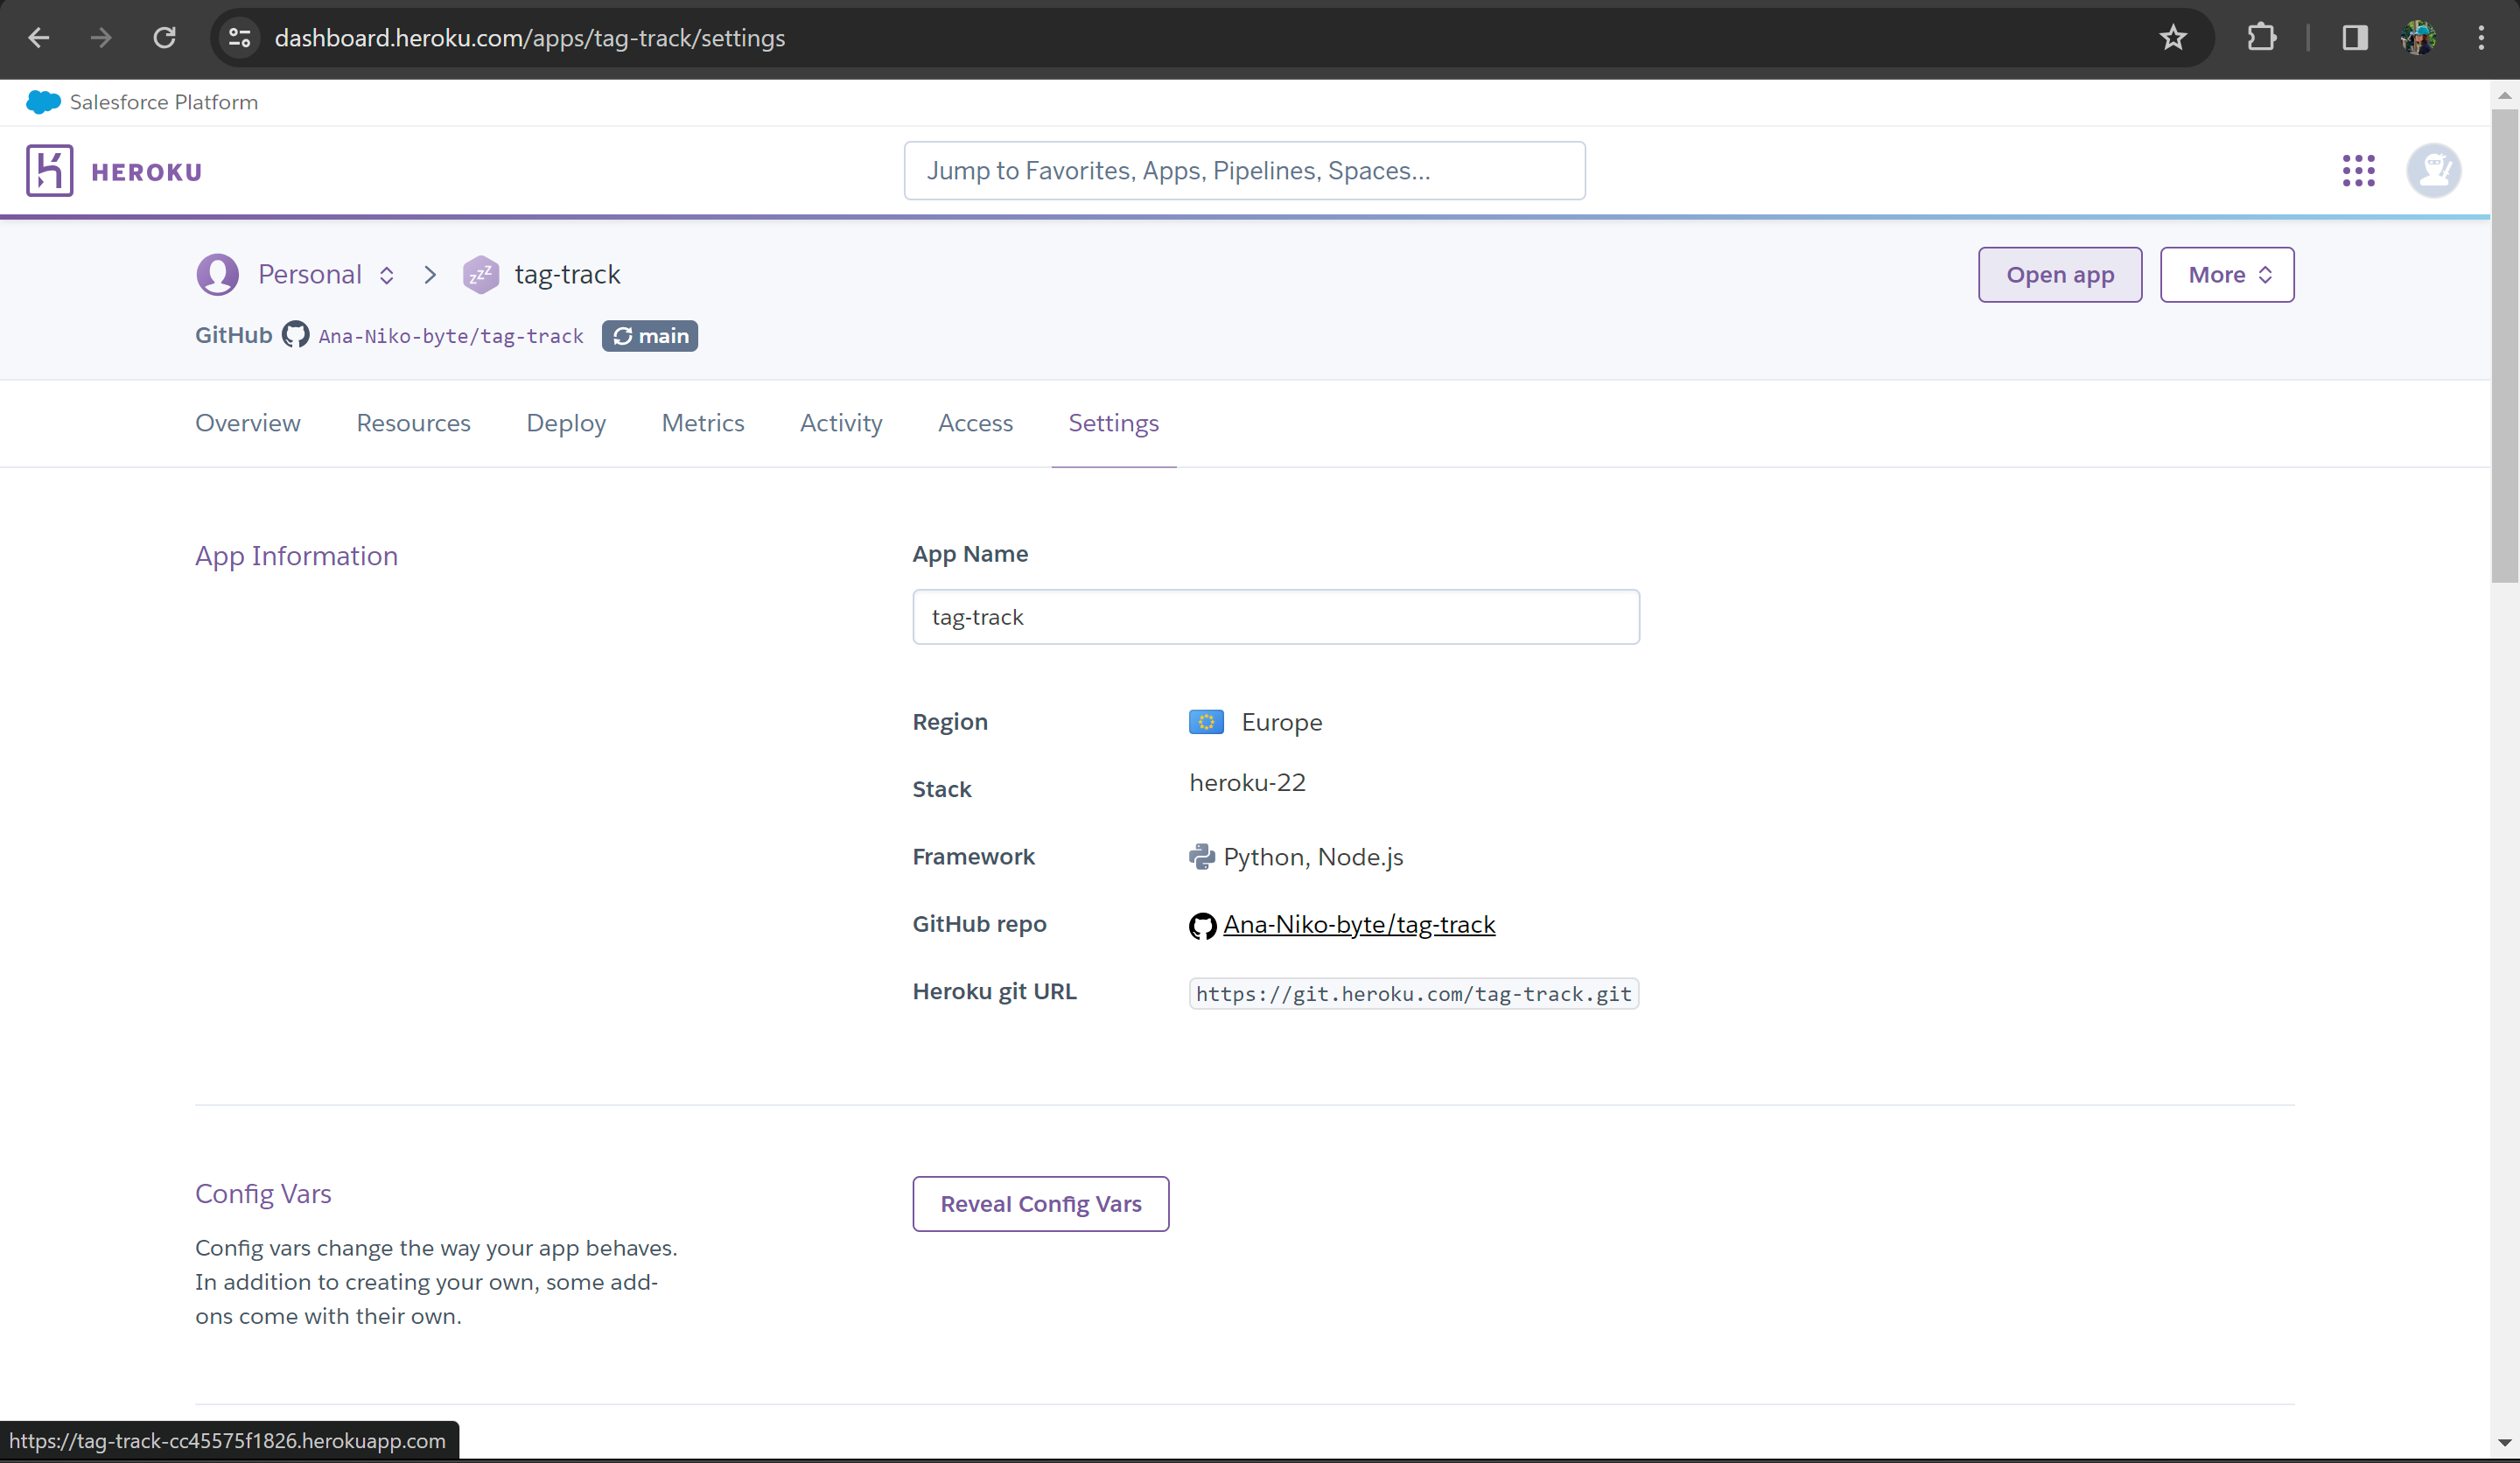 dashboard.heroku.com/apps/tag-track/settings
Salesforce Platform
HEROKU
Jump to Favorites, Apps, Pipelines, Spaces...
Personal
zzz
tag-track
Open app
More
GitHub Ana-Niko-byte/tag-track main
Overview Resources Deploy Metrics Activity Access Settings
App Information
App Name
tag-track
Region Europe
Stack heroku-22
Framework Python, Node.js
GitHub repo Ana-Niko-byte/tag-track
Heroku git URL https://git.heroku.com/tag-track.git
Config Vars
Reveal Config Vars
Config vars change the way your app behaves.
In addition to creating your own, some add-
ons come with their own.
https://tag-track-cc45575f1826.herokuapp.com